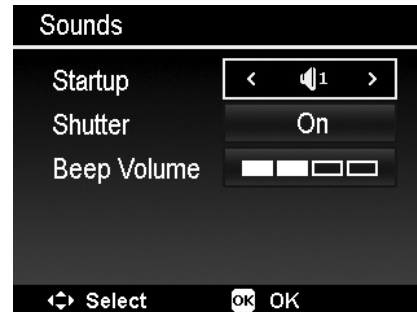 Sounds
Startup < 1 >
Shutter On
Beep Volume
Select OK OK